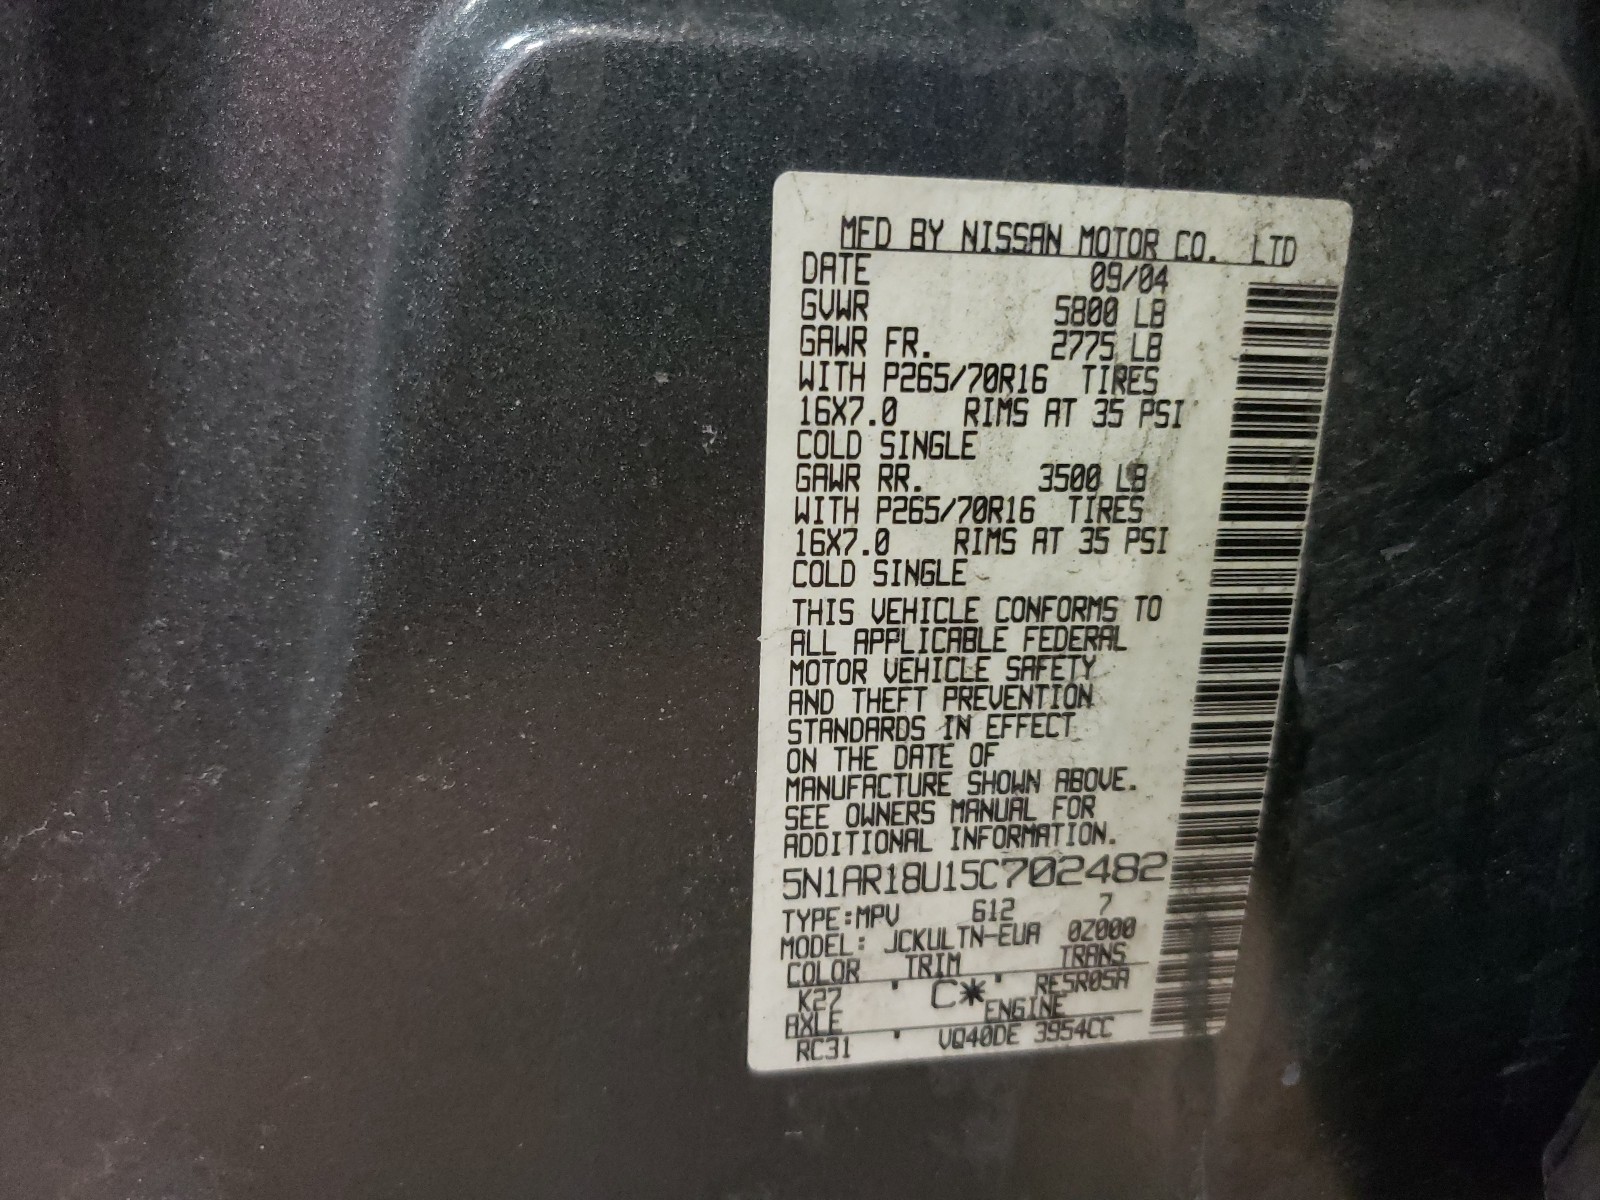 MFD BY NISSAN MOTOR CO. LTD
DATE 09/04
GVWR 5800 LB
GAWR FR. 2775 LB
WITH P265/70R16 TIRES
16X7.0 RIMS AT 35 PSI
COLD SINGLE
GAWR RR. 3500 LB
WITH P265/70R16 TIRES
16X7.0 RIMS AT 35 PSI
COLD SINGLE
THIS VEHICLE CONFORMS TO
ALL APPLICABLE FEDERAL
MOTOR VEHICLE SAFETY
AND THEFT PREVENTION
STANDARDS IN EFFECT
ON THE DATE OF
MANUFACTURE SHOWN ABOVE.
SEE OWNERS MANUAL FOR
ADDITIONAL INFORMATION.
5N1AR18U15C702482
TYPE:MPV 612 7
MODEL: JCKULTN-EUA 0Z000
COLOR TRIM TRANS
K27 C* RE5R05A
AXLE ENGINE
RC31 VQ40DE 3954CC